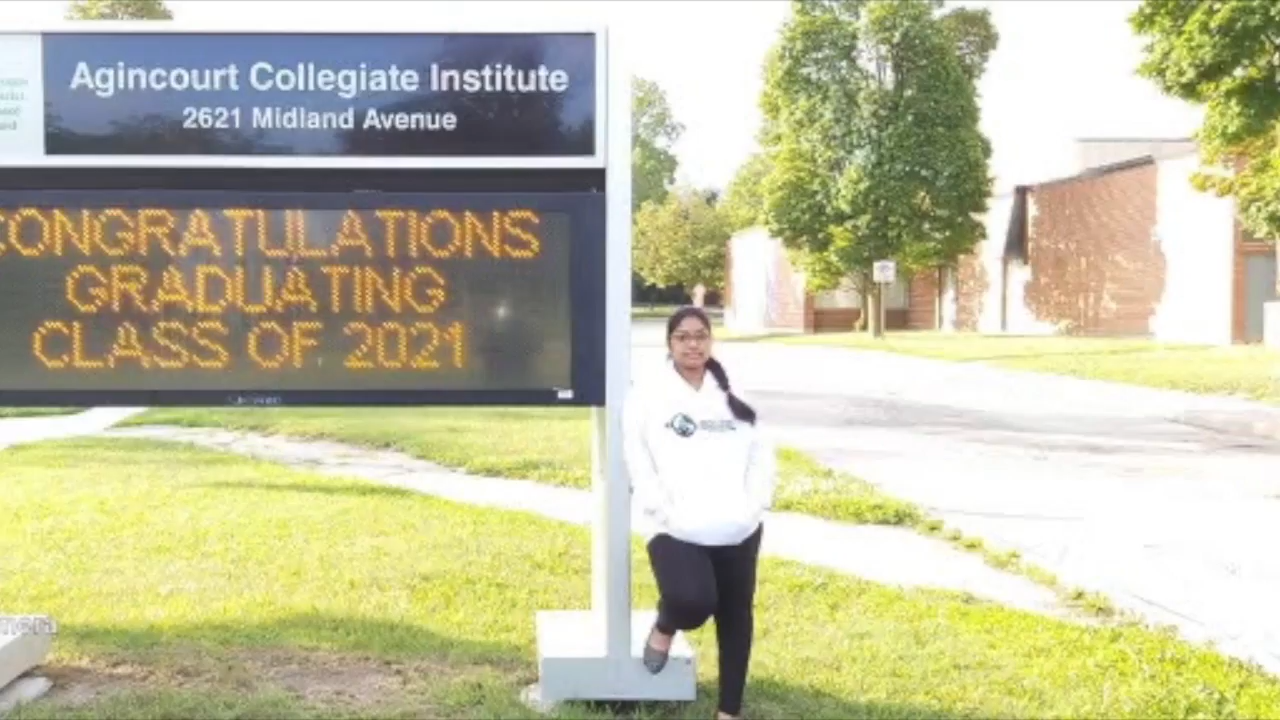 Agincourt Collegiate Institute
2621 Midland Avenue
CONGRATULATIONS
GRADUATING
CLASS OF 2021